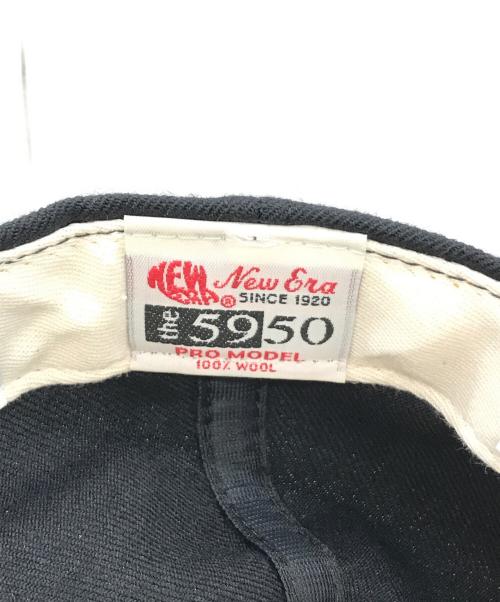 NEW ERA® New Era
SINCE 1920
the 5950
PRO MODEL
100% WOOL